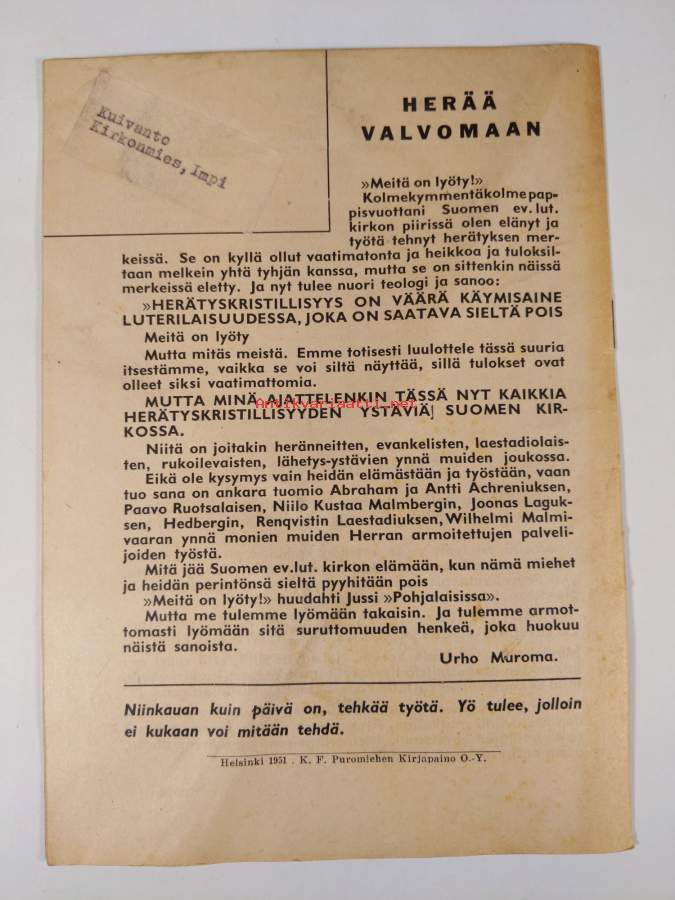 Kuivanto
Kirkonmies, Impi
HERÄÄ
VALVOMAAN
»Meitä on lyöty!»
Kolmekymmentäkolme pap-
pisvuottani Suomen ev. lut.
kirkon piirissä olen elänyt ja
työtä tehnyt herätyksen mer-
keissä. Se on kyllä ollut vaatimatonta ja heikkoa ja tuloksil-
taan melkein yhtä tyhjän kanssa, mutta se on sittenkin näissä
merkeissä eletty. Ja nyt tulee nuori teologi ja sanoo:
»HERÄTYSKRISTILLISYYS ON VÄÄRÄ KÄYMISAINE
LUTERILAISUUDESSA, JOKA ON SAATAVA SIELTÄ POIS
Meitä on lyöty
Mutta mitäs meistä. Emme totisesti luulottele tässä suuria
itsestämme, vaikka se voi siltä näyttää, sillä tulokset ovat
olleet siksi vaatimattomia.
MUTTA MINÄ AJATTELENKIN TÄSSÄ NYT KAIKKIA
Antikvariaatti.net
HERÄTYSKRISTILLISYYDEN YSTÄVIÄ SUOMEN KIR-
KOSSA.
Niitä on joitakin heränneitten, evankelisten, laestadiolais-
ten, rukoilevaisten, lähetys-ystävien ynnä muiden joukossa.
Eikä ole kysymys vain heidän elämästään ja työstään, vaan
tuo sana on ankara tuomio Abraham ja Antti Achreniuksen,
Paavo Ruotsalaisen, Niilo Kustaa Malmbergin, Joonas Laguk-
sen, Hedbergin, Renqvistin Laestadiuksen, Wilhelmi Malmi-
vaaran ynnä monien muiden Herran armoitettujen palveli-
joiden työstä.
Mitä jää Suomen ev. lut. kirkon elämään, kun nämä miehet
ja heidän perintönsä sieltä pyyhitään pois
»Meitä on lyöty!» huudahti Jussi »Pohjalaisissa».
Mutta me tulemme lyömään takaisin. Ja tulemme armot-
tomasti lyömään sitä suruttomuuden henkeä, joka huokuu
näistä sanoista.
Urho Muroma.
Niinkauan kuin päivä on, tehkää työtä. Yö tulee, jolloin
ei kukaan voi mitään tehdä.
Helsinki 1951 . K. F. Puromiehen Kirjapaino O.-Y.